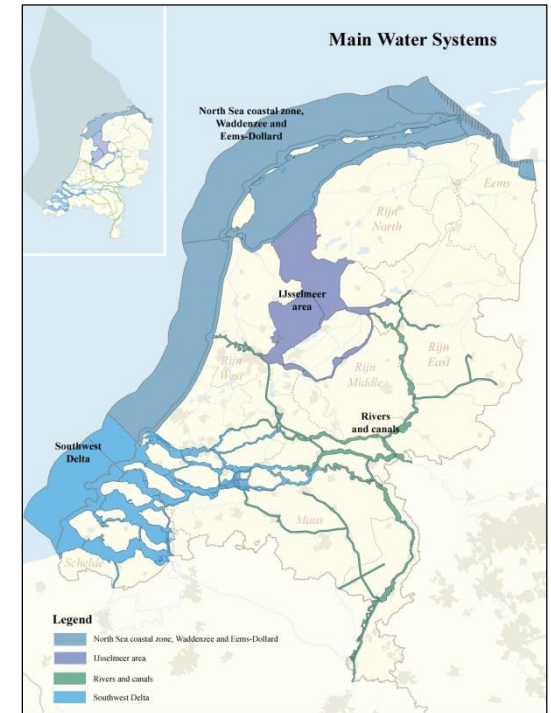 Main Water Systems
North Sea coastal zone,
Waddenzee and
Eems-Dollard
Eems
Rijn
North
IJsselmeer
area
Rijn
West
Rijn
Middle
Rijn
East
Rivers
and canals
Southwest
Delta
Maas
Schelde
Legend
North Sea coastal zone, Waddenzee and Eems-Dollard
IJsselmeer area
Rivers and canals
Southwest Delta